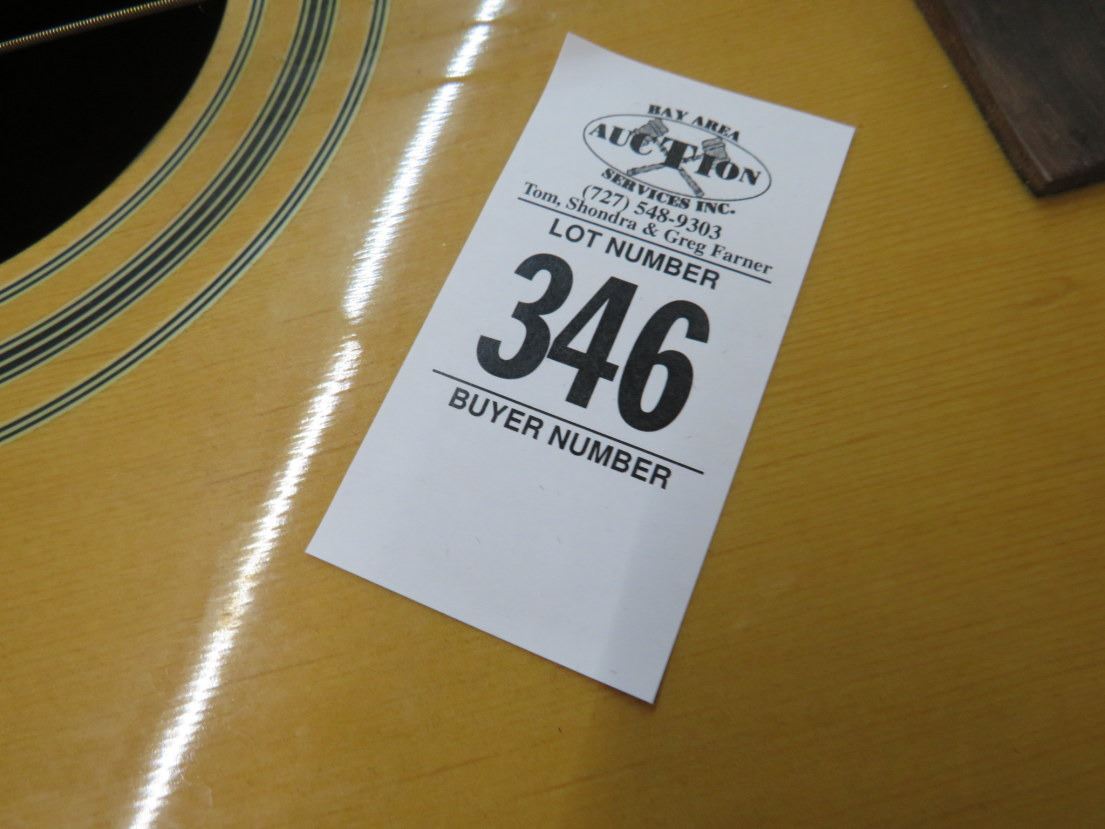 BAY AREA
AUCTION
SERVICES INC.
(727) 548-9303
Tom, Shondra & Greg Farner
LOT NUMBER
346
BUYER NUMBER